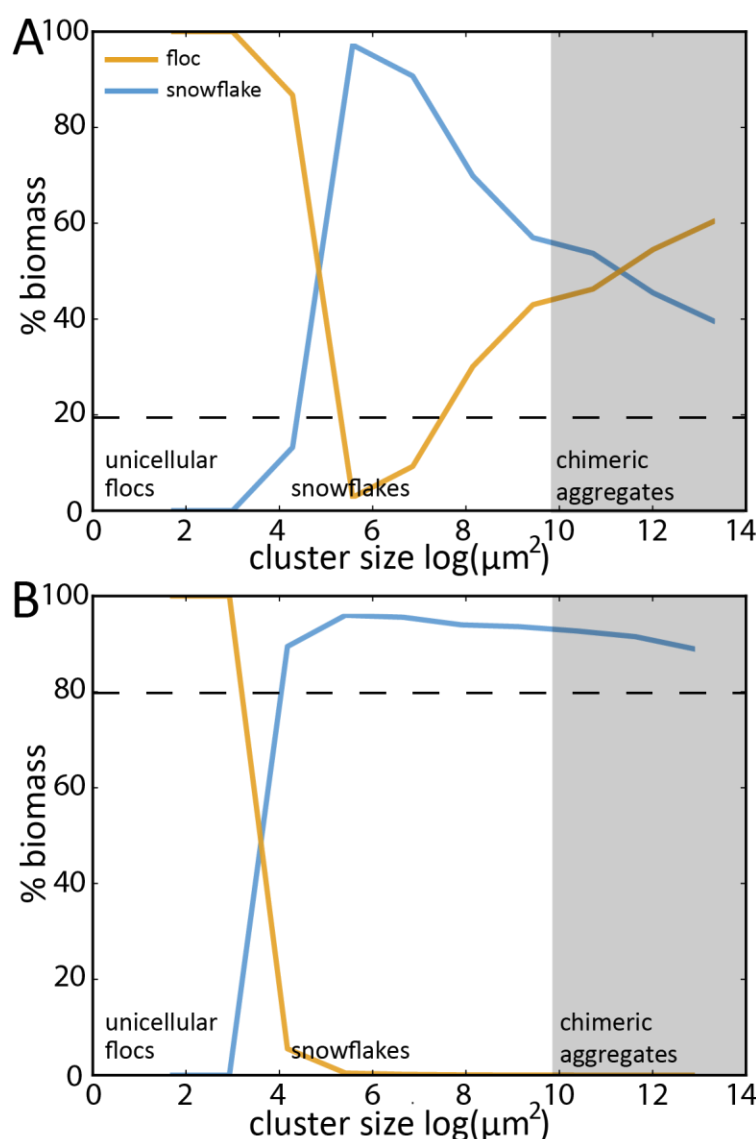 A
100
80
60
40
20
0
% biomass
floc
snowflake
unicellular
flocs
snowflakes
chimeric
aggregates
0 2 4 6 8 10 12 14
cluster size log(µm²)
B
100
80
60
40
20
0
% biomass
unicellular
flocs
snowflakes
chimeric
aggregates
0 2 4 6 8 10 12 14
cluster size log(µm²)